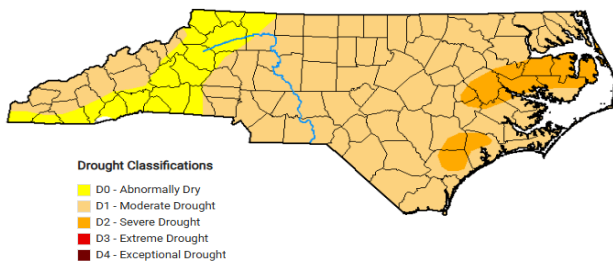 Drought Classifications
D0 - Abnormally Dry
D1 - Moderate Drought
D2 - Severe Drought
D3 - Extreme Drought
D4 - Exceptional Drought